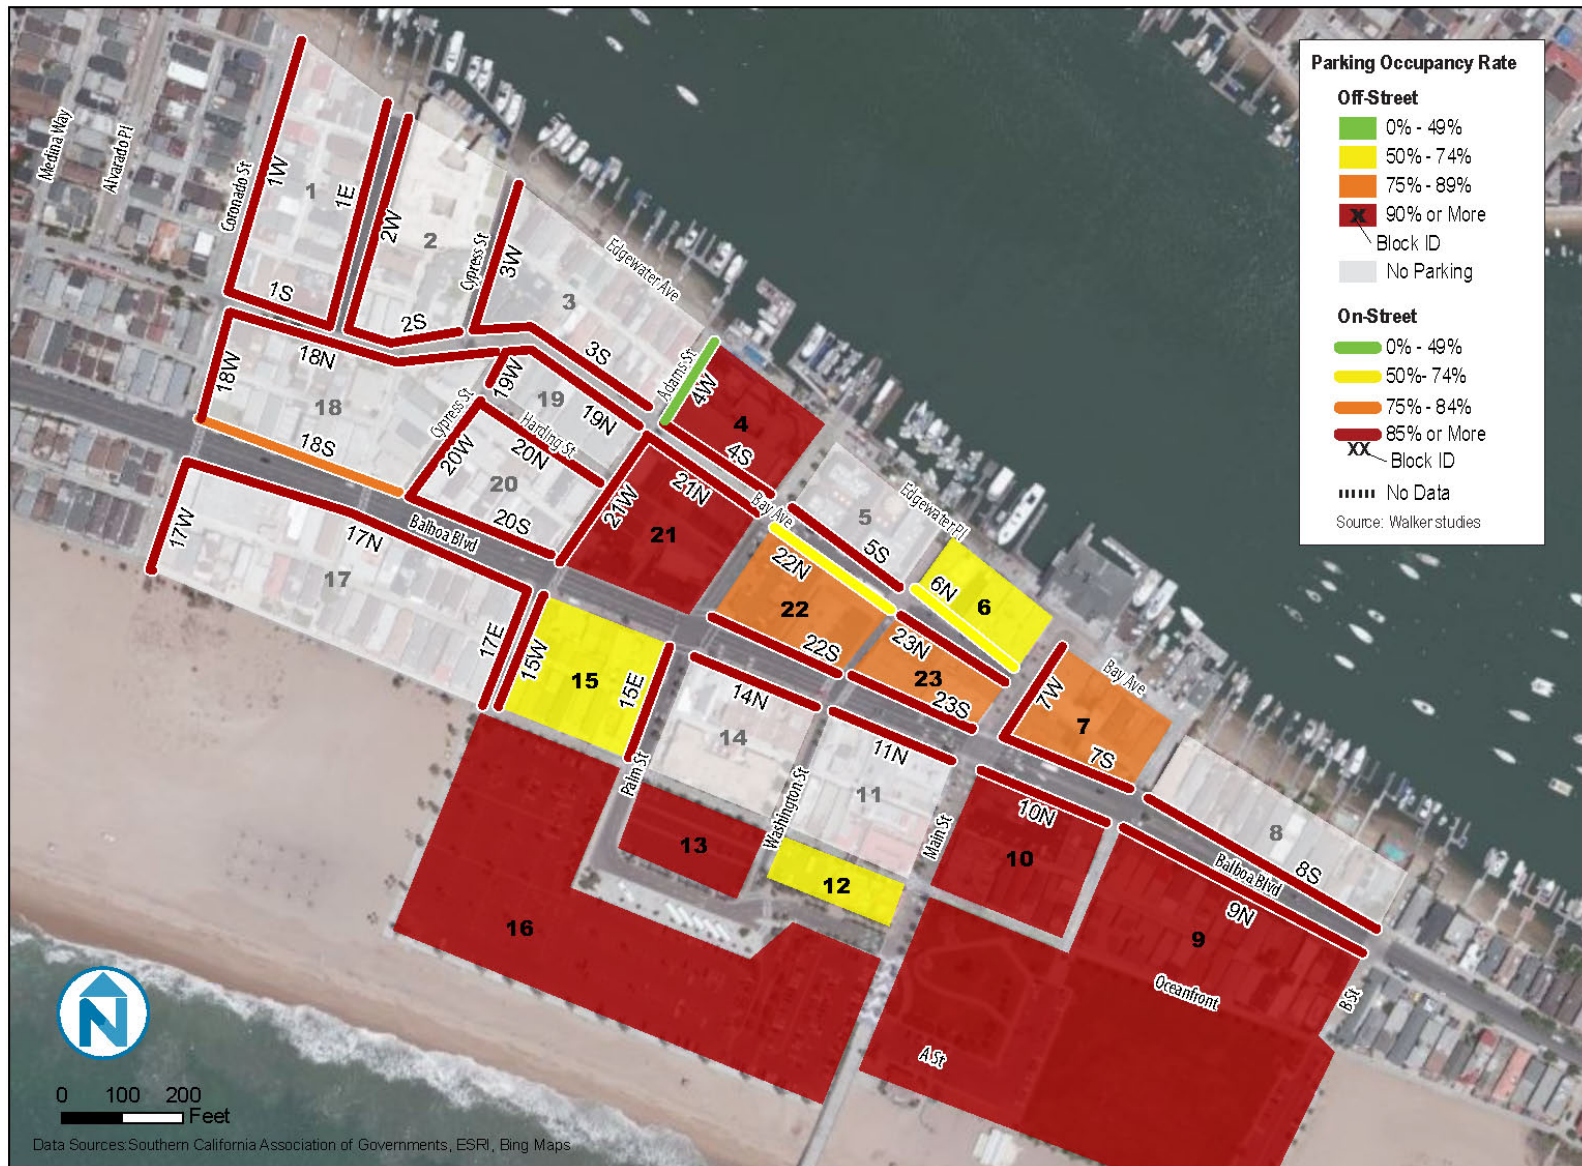 Parking Occupancy Rate
Off-Street
0% - 49%
50% - 74%
75% - 89%
X
90% or More
Block ID
No Parking
On-Street
0% - 49%
50%- 74%
75% - 84%
85% or More
XX
Block ID
No Data
Source: Walker studies
Medina Way
Alvarado Pl
Coronado St
1W
1
1E
2W
2
Cypress St
3W
Edgewater Ave
3
1S
2S
3S
18W
18N
19W
19
19N
Adams St
4W
4
4S
18
18S
Cypress St
20W
Harding St
20N
20
20S
21W
21N
21
Bay Ave
5
5S
Edgewater Pl
17W
17N
17
17E
Balboa Blvd
22N
22
22S
6N
6
23N
23
23S
15W
15
15E
14N
14
7W
7
7S
Bay Ave
11N
11
Palm St
Washington St
Main St
10N
10
8
8S
Balboa Blvd
9N
9
13
12
16
Oceanfront
B St
A St
N
0 100 200
Feet
Data Sources:Southern California Association of Governments, ESRI, Bing Maps